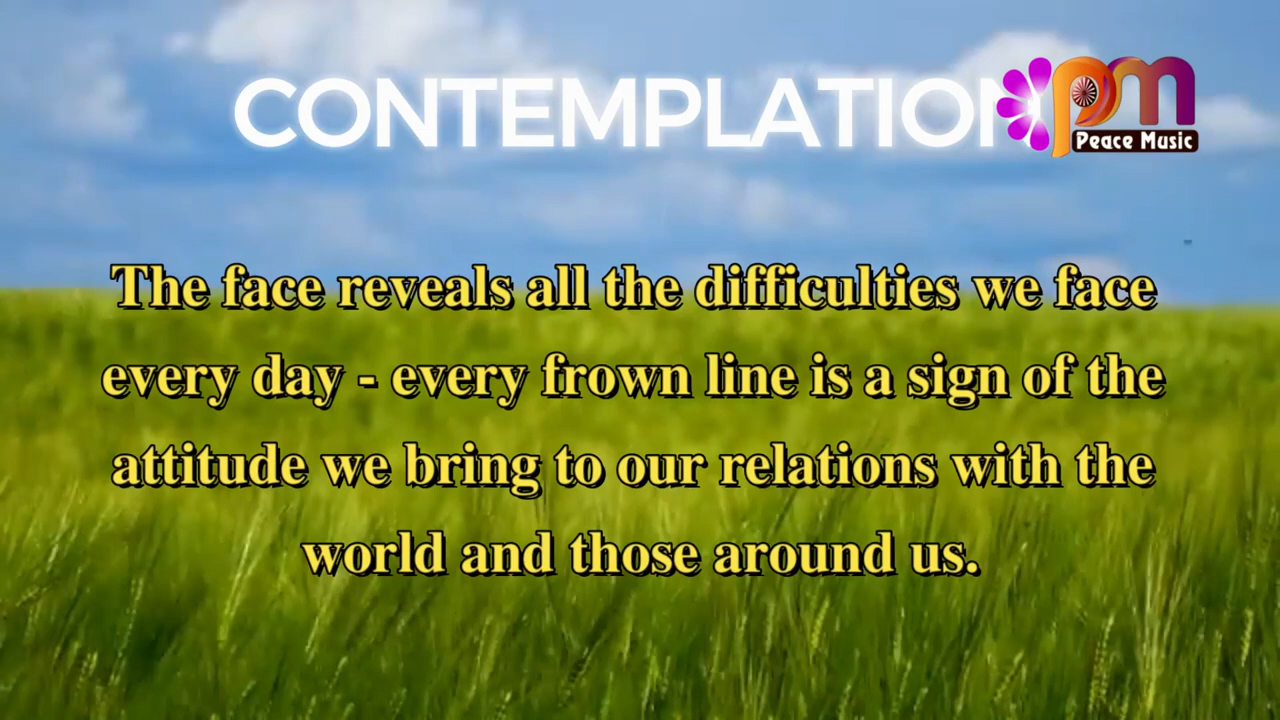 CONTEMPLATION
pm
Peace Music
The face reveals all the difficulties we face
every day - every frown line is a sign of the
attitude we bring to our relations with the
world and those around us.